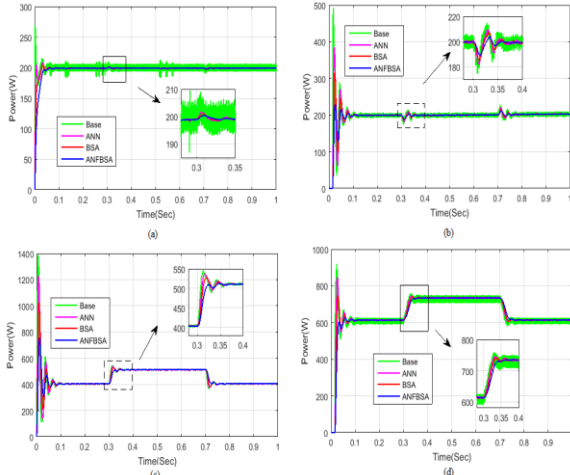 300
250
200
150
100
50
0
Power(W)
Base
ANN
BSA
ANFBSA
210
200
190
0.3
0.35
0 0.1 0.2 0.3 0.4 0.5 0.6 0.7 0.8 0.9 1
Time(Sec)
(a)
500
400
300
200
100
0
Power(W)
Base
ANN
BSA
ANFBSA
220
200
180
0.3 0.35 0.4
0 0.1 0.2 0.3 0.4 0.5 0.6 0.7 0.8 0.9 1
Time(Sec)
(b)
1400
1200
1000
800
600
400
200
0
Power(W)
Base
ANN
BSA
ANFBSA
550
500
450
400
0.3 0.35 0.4
0 0.1 0.2 0.3 0.4 0.5 0.6 0.7 0.8 0.9 1
Time(Sec)
(c)
1000
800
600
400
200
0
Power(W)
Base
ANN
BSA
ANFBSA
800
700
600
0.3 0.35 0.4
0 0.1 0.2 0.3 0.4 0.5 0.6 0.7 0.8 0.9 1
Time(Sec)
(d)